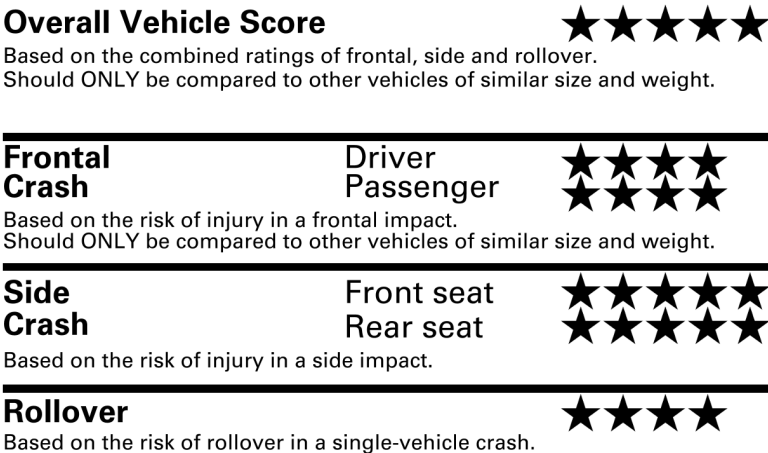 Overall Vehicle Score ★★★★★
Based on the combined ratings of frontal, side and rollover.
Should ONLY be compared to other vehicles of similar size and weight.
Frontal Driver ★★★★
Crash Passenger ★★★★
Based on the risk of injury in a frontal impact.
Should ONLY be compared to other vehicles of similar size and weight.
Side Front seat ★★★★★
Crash Rear seat ★★★★★
Based on the risk of injury in a side impact.
Rollover ★★★★
Based on the risk of rollover in a single-vehicle crash.